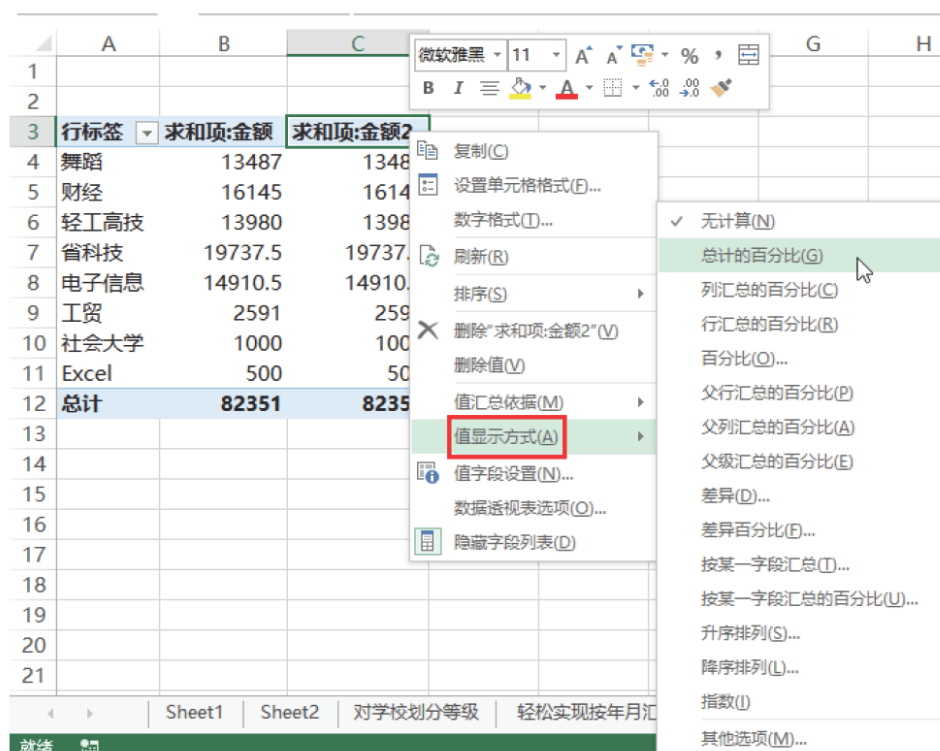 A B C G H
微软雅黑 11 A A % ,
B I A .0 .00 .00 .0
1
2
3 行标签 求和项:金额 求和项:金额2
4 舞蹈 13487 1348
5 财经 16145 1614
6 轻工高技 13980 1398
7 省科技 19737.5 19737.
8 电子信息 14910.5 14910.
9 工贸 2591 259
10 社会大学 1000 100
11 Excel 500 50
12 总计 82351 8235
13
14
15
16
17
18
19
20
21
复制(C)
设置单元格格式(F)...
数字格式(T)...
刷新(R)
排序(S)
删除"求和项:金额2"(V)
删除值(V)
值汇总依据(M)
值显示方式(A)
值字段设置(N)...
数据透视表选项(O)...
隐藏字段列表(D)
无计算(N)
总计的百分比(G)
列汇总的百分比(C)
行汇总的百分比(R)
百分比(O)...
父行汇总的百分比(P)
父列汇总的百分比(A)
父级汇总的百分比(E)
差异(D)...
差异百分比(F)...
按某一字段汇总(T)...
按某一字段汇总的百分比(U)...
升序排列(S)...
降序排列(L)...
指数(I)
其他选项(M)...
Sheet1 Sheet2 对学校划分等级 轻松实现按年月汇
就绪